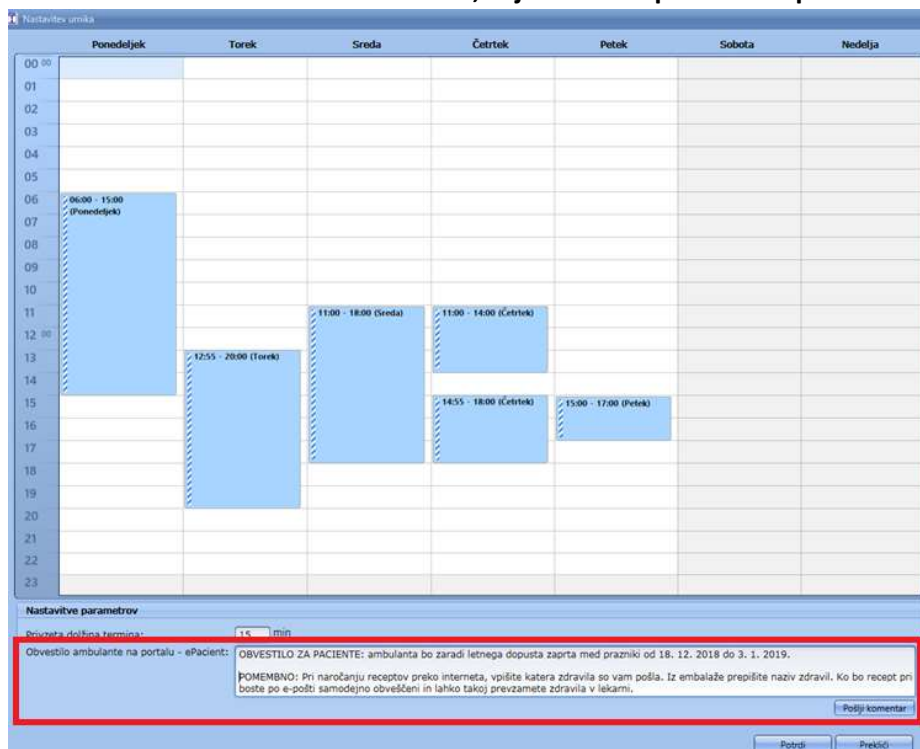 Nastavitev urnika
Ponedeljek Torek Sreda Četrtek Petek Sobota Nedelja
00 00
01
02
03
04
05
06 06:00 - 15:00
(Ponedeljek)
07
08
09
10
11 11:00 - 18:00 (Sreda) 11:00 - 14:00 (Četrtek)
12 00
13 12:55 - 20:00 (Torek)
14
15 14:55 - 18:00 (Četrtek) 15:00 - 17:00 (Petek)
16
17
18
19
20
21
22
23
Nastavitve parametrov
Privzeta dolžina termina: 15 min
Obvestilo ambulante na portalu - ePacient: OBVESTILO ZA PACIENTE: ambulanta bo zaradi letnega dopusta zaprta med prazniki od 18. 12. 2018 do 3. 1. 2019.
POMEMBNO: Pri naročanju receptov preko interneta, vpišite katera zdravila so vam pošla. Iz embalaže prepišite naziv zdravil. Ko bo recept pri
boste po e-pošti samodejno obveščeni in lahko takoj prevzamete zdravila v lekarni.
Pošlji komentar
Potrdi Prekliči